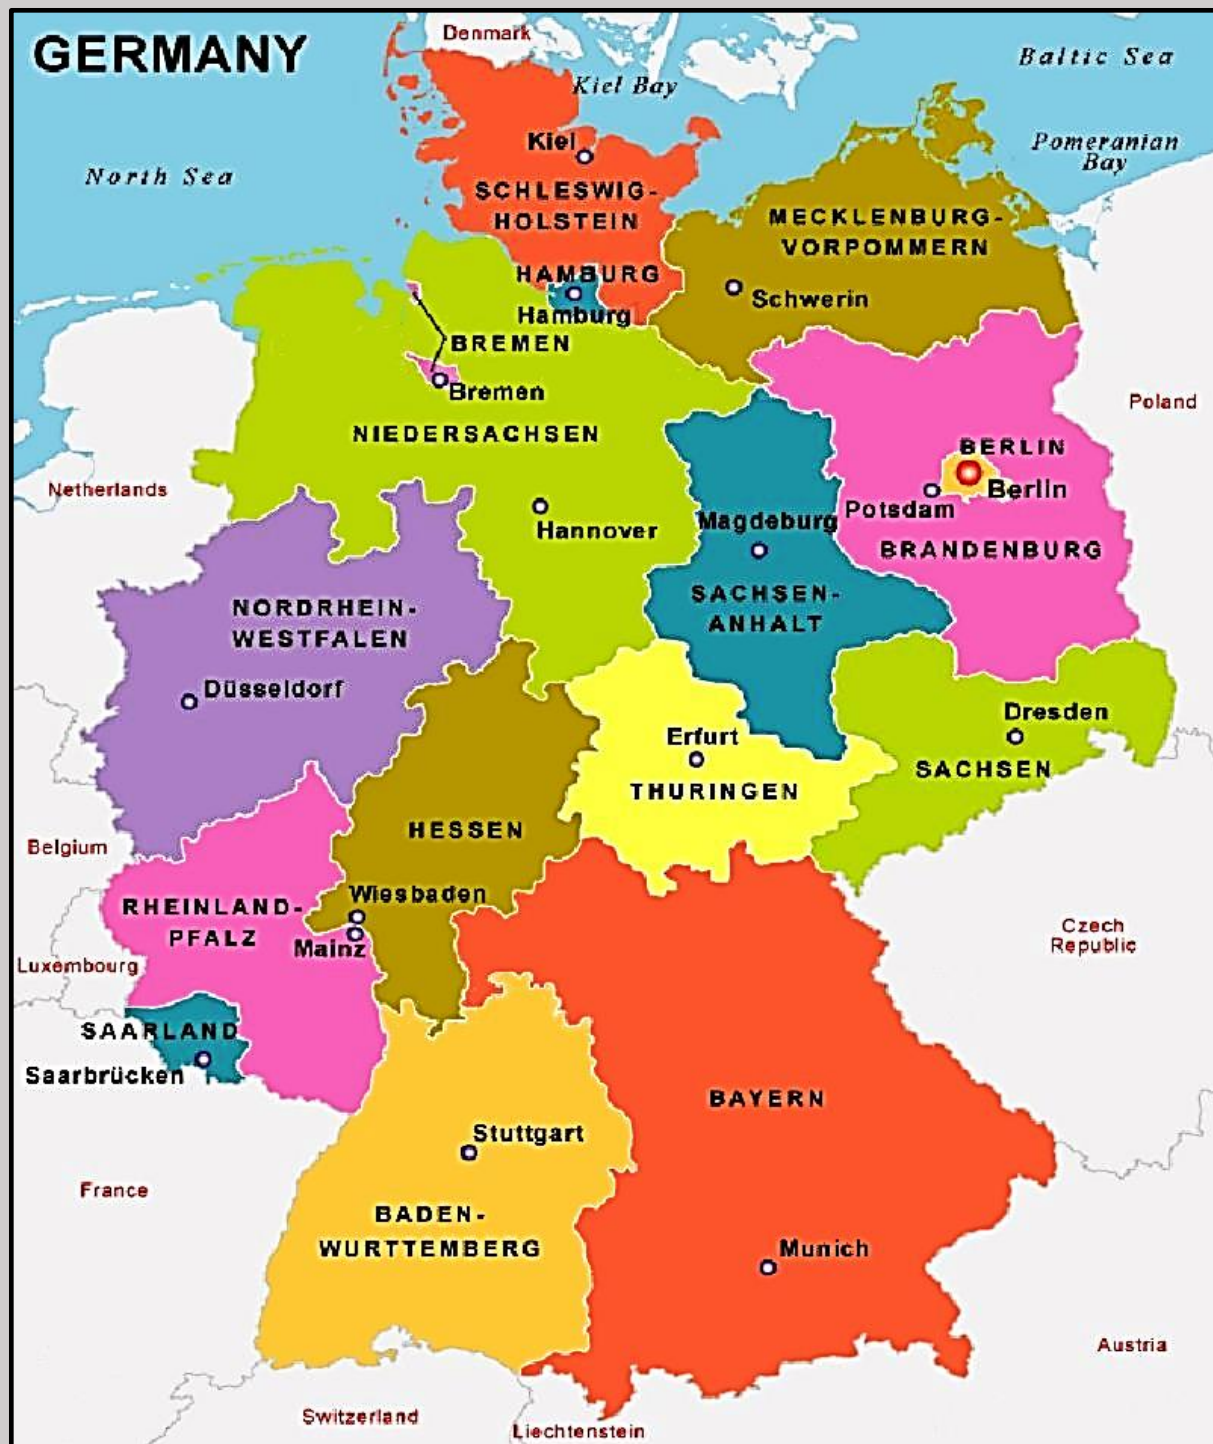 GERMANY
Denmark
Kiel Bay
Baltic Sea
Pomeranian
Bay
North Sea
Kiel
SCHLESWIG-
HOLSTEIN
MECKLENBURG-
VORPOMMERN
HAMBURG
Hamburg
Schwerin
BREMEN
Bremen
Poland
NIEDERSACHSEN
BERLIN
Berlin
Netherlands
Potsdam
Hannover
Magdeburg
BRANDENBURG
SACHSEN-
ANHALT
NORDRHEIN-
WESTFALEN
Düsseldorf
Dresden
Erfurt
SACHSEN
THURINGEN
HESSEN
Belgium
Wiesbaden
RHEINLAND-
PFALZ
Mainz
Czech
Republic
Luxembourg
SAARLAND
Saarbrücken
BAYERN
Stuttgart
France
BADEN-
WURTTEMBERG
Munich
Austria
Switzerland
Liechtenstein